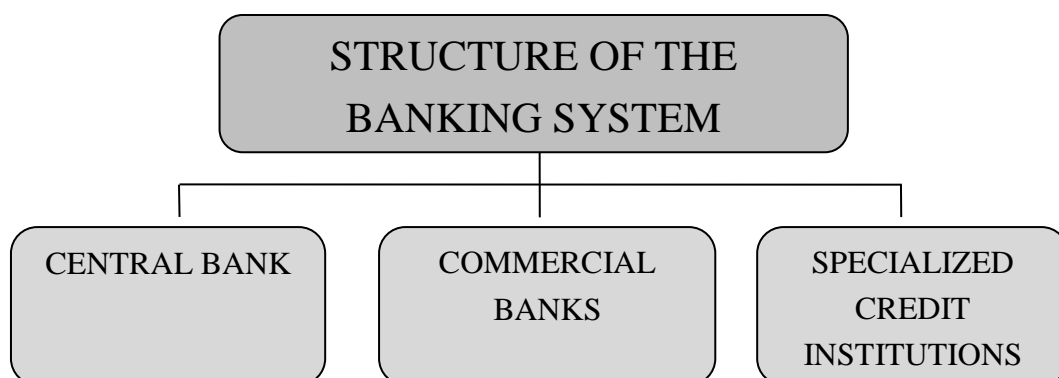 STRUCTURE OF THE
BANKING SYSTEM
CENTRAL BANK
COMMERCIAL
BANKS
SPECIALIZED
CREDIT
INSTITUTIONS